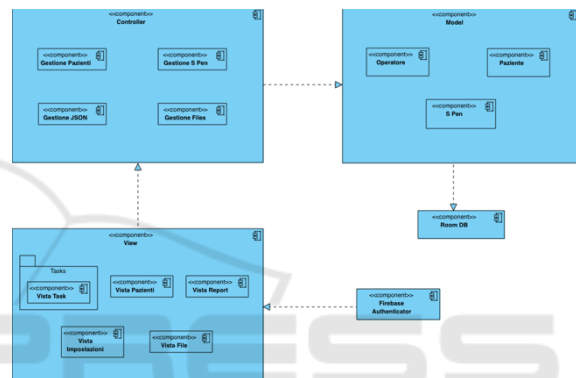 <<component>>
Controller
<<component>>
Gestione Pazienti
<<component>>
Gestione S Pen
<<component>>
Gestione JSON
<<component>>
Gestione Files
<<component>>
Model
<<component>>
Operatore
<<component>>
Paziente
<<component>>
S Pen
<<component>>
Room DB
<<component>>
View
Tasks
<<component>>
Vista Task
<<component>>
Vista Pazienti
<<component>>
Vista Report
<<component>>
Vista
Impostazioni
<<component>>
Vista File
<<component>>
Firebase
Authenticator
PRESS